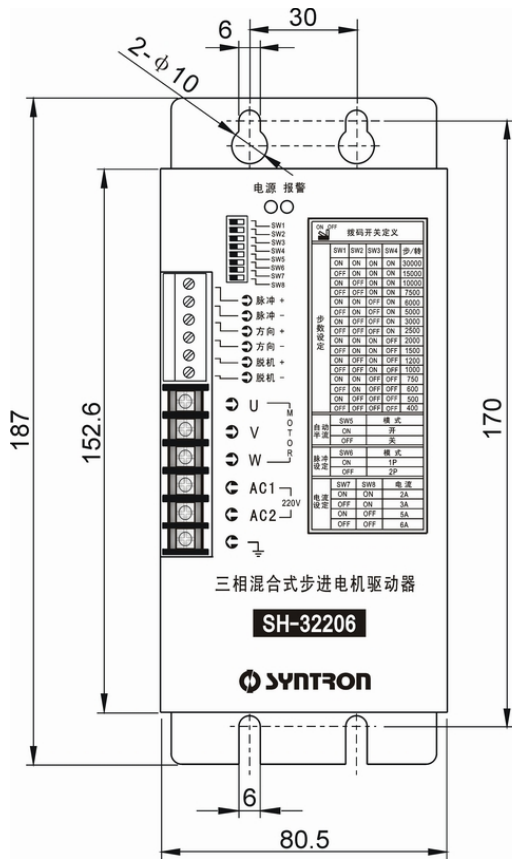 30
6
2-φ10
187
152.6
170
电源 报警
SW1
SW2
SW3
SW4
SW5
SW6
SW7
SW8
脉冲 +
脉冲 -
方向 +
方向 -
脱机 +
脱机 -
U
V
W
MOTOR
AC1
AC2
220V
ON OFF
拨码开关定义
步数设定
SW1 SW2 SW3 SW4 步/转
ON ON ON ON 30000
OFF ON ON ON 15000
ON OFF ON ON 10000
OFF OFF ON ON 7500
ON ON OFF ON 6000
OFF ON OFF ON 5000
ON OFF OFF ON 3000
OFF OFF OFF ON 2500
ON ON ON OFF 2000
OFF ON ON OFF 1500
ON OFF ON OFF 1200
OFF OFF ON OFF 1000
ON ON OFF OFF 750
OFF ON OFF OFF 600
ON OFF OFF OFF 500
OFF OFF OFF OFF 400
自动半流
SW5 模式
ON 开
OFF 关
脉冲设定
SW6 模式
ON 1P
OFF 2P
电流设定
SW7 SW8 电流
ON ON 2A
OFF ON 3A
ON OFF 5A
OFF OFF 6A
三相混合式步进电机驱动器
SH-32206
SYNTRON
6
80.5